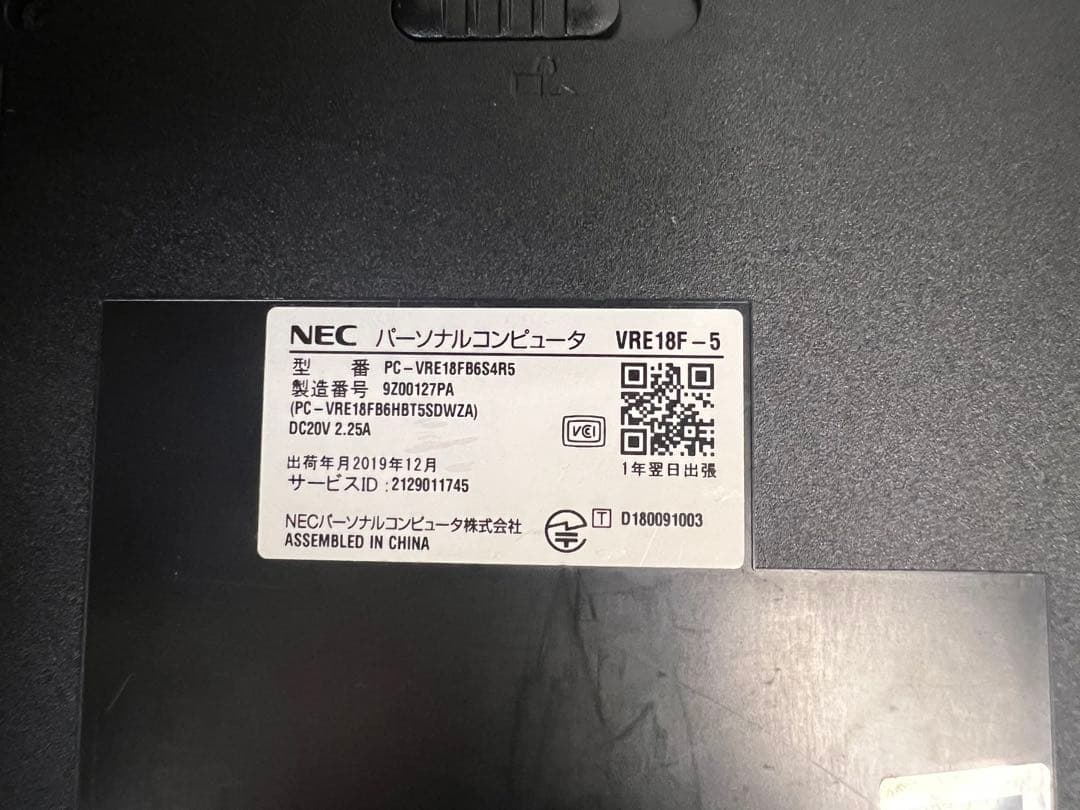 NEC パーソナルコンピュータ VRE18F-5
型 番 PC-VRE18FB6S4R5
製造番号 9Z00127PA
(PC-VRE18FB6HBT5SDWZA)
DC20V 2.25A
VCI
1年翌日出張
出荷年月2019年12月
サービスID:2129011745
NECパーソナルコンピュータ株式会社
T D180091003
ASSEMBLED IN CHINA